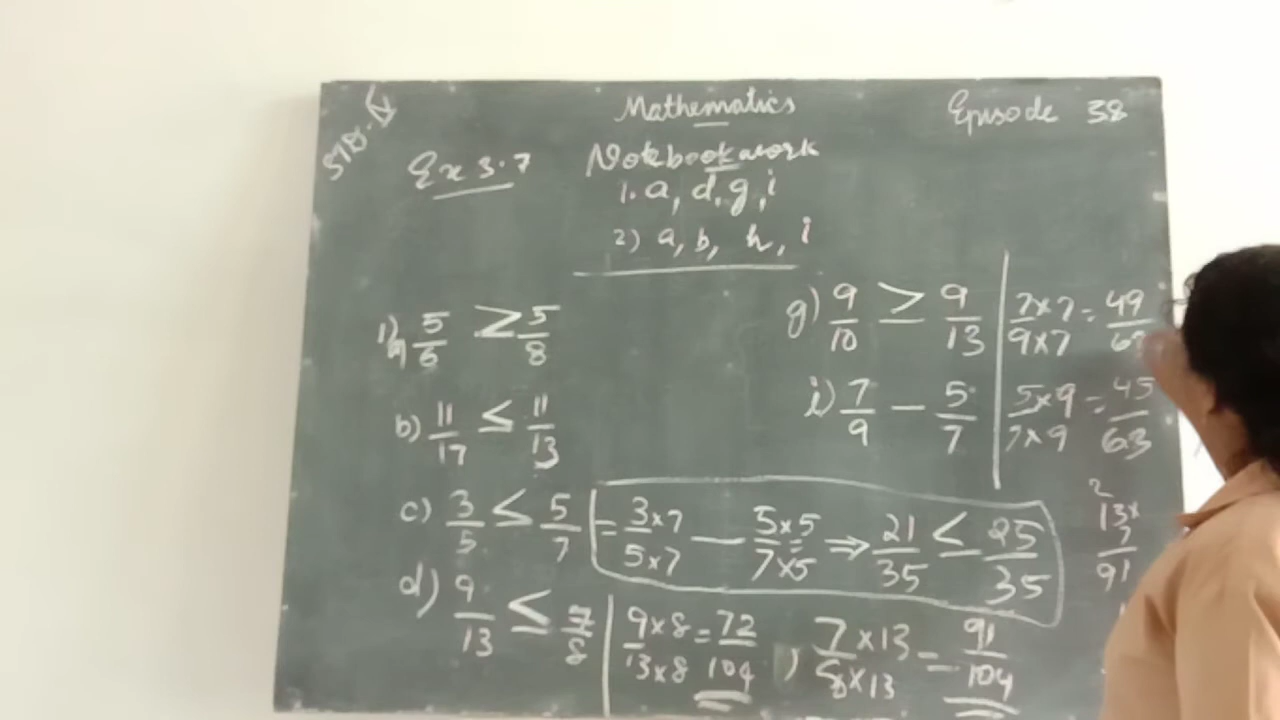 Mathematics
Episode 38
STD.V
Ex 3.7
Notebook work
1. a, d, g, i
2) a, b, h, i
1) a) 5/6 ≥ 5/8
b) 11/17 ≤ 11/13
c) 3/5 ≤ 5/7 = 3×7/5×7 — 5×5/7×5 ⇒ 21/35 ≤ 25/35
d) 9/13 ≤ 7/8 | 9×8/13×8 = 72/104 , 7×13/8×13 = 91/104
g) 9/10 ≥ 9/13
i) 7/9 — 5/7 | 7×7/9×7 = 49/63
5×9/7×9 = 45/63
2
13×
7
91